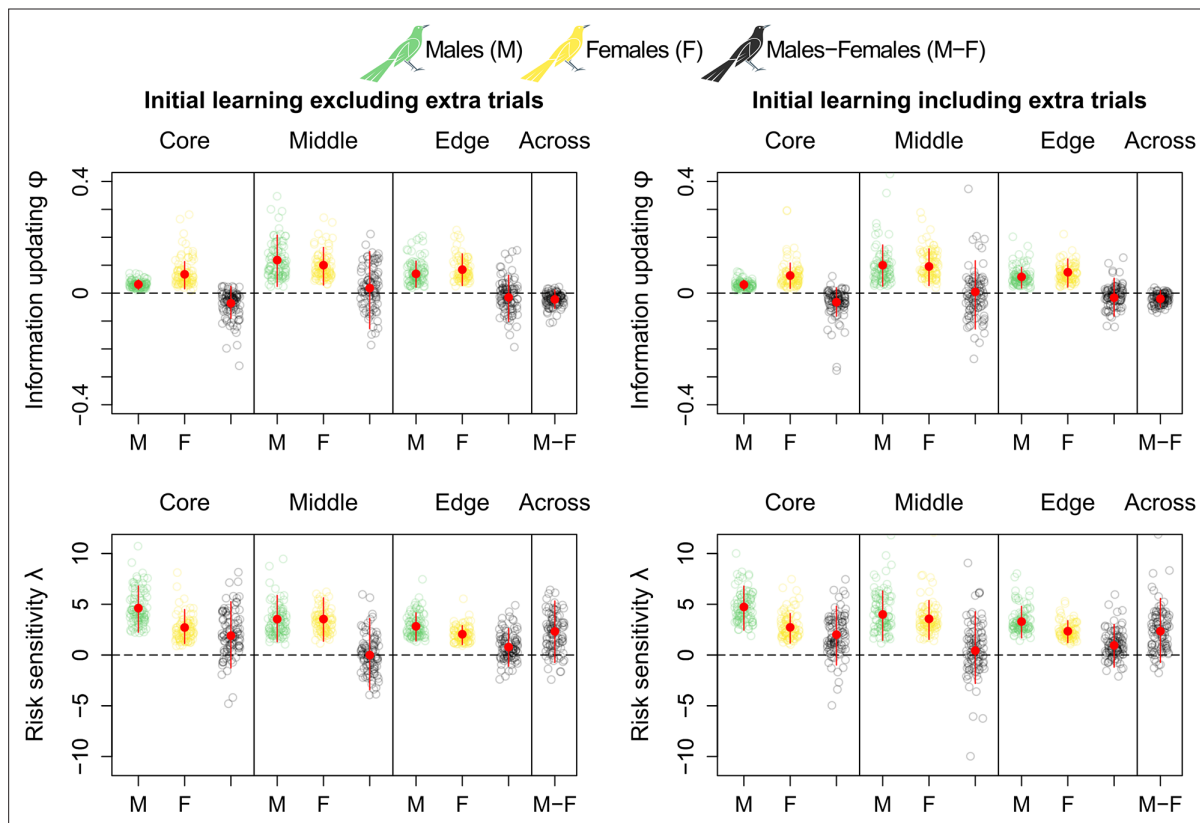 Males (M) Females (F) Males−Females (M−F)
Initial learning excluding extra trials
Core Middle Edge Across
Information updating φ
0.4
0
−0.4
M F M F M F M−F
Initial learning including extra trials
Core Middle Edge Across
Information updating φ
0.4
0
−0.4
M F M F M F M−F
Core Middle Edge Across
Risk sensitivity λ
10
5
0
−5
−10
M F M F M F M−F
Core Middle Edge Across
Risk sensitivity λ
10
5
0
−5
−10
M F M F M F M−F